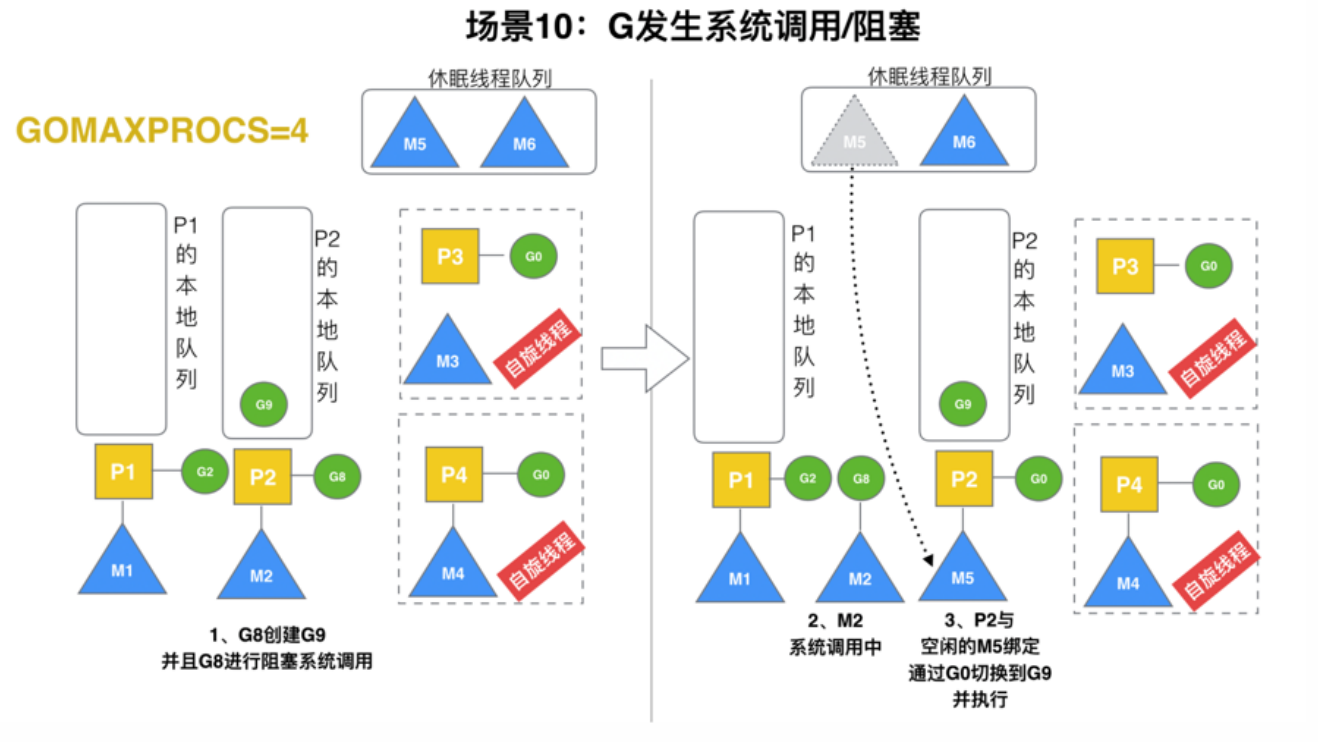 场景10：G发生系统调用/阻塞
GOMAXPROCS=4
休眠线程队列
M5
M6
P1的本地队列
P2的本地队列
G9
P3
G0
M3
自旋线程
P1
G2
P2
G8
P4
G0
M1
M2
M4
自旋线程
1、G8创建G9
并且G8进行阻塞系统调用
休眠线程队列
M5
M6
P1的本地队列
P2的本地队列
G9
P3
G0
M3
自旋线程
P1
G2
G8
P2
G0
P4
G0
M1
M2
M5
M4
自旋线程
2、M2
系统调用中
3、P2与
空闲的M5绑定
通过G0切换到G9
并执行